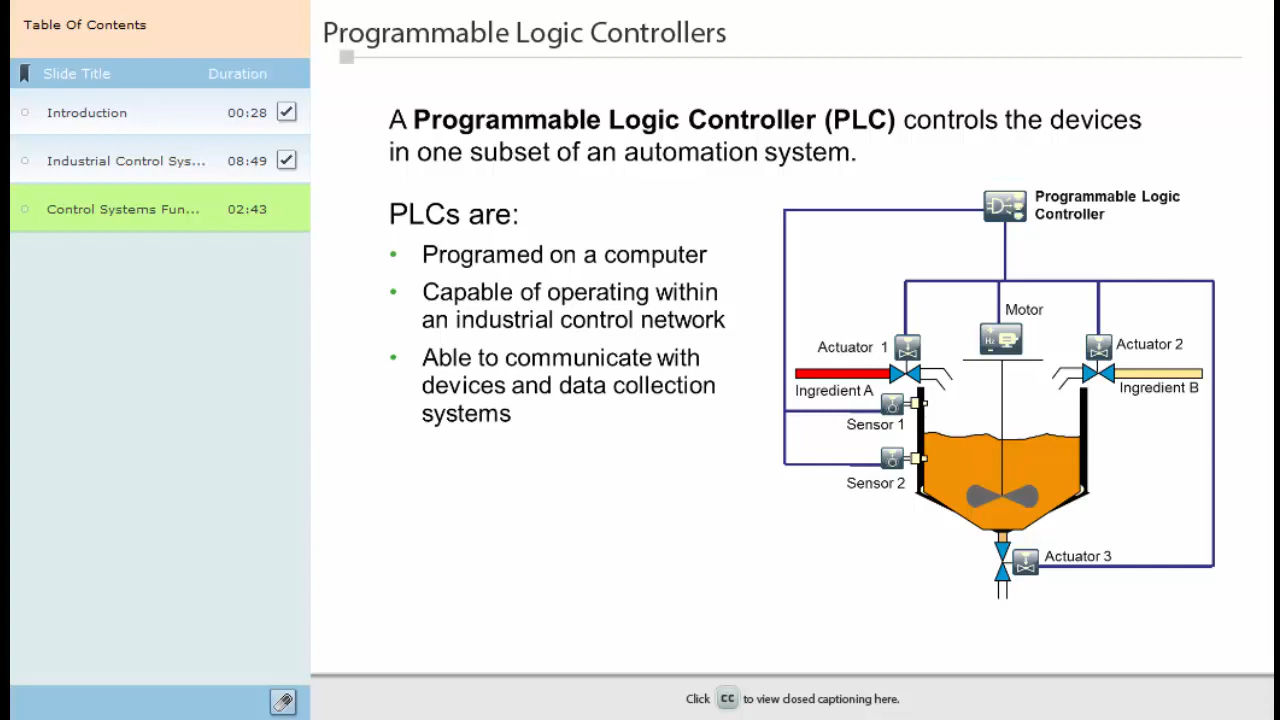 Table Of Contents
Slide Title Duration
Introduction 00:28
Industrial Control Sys... 08:49
Control Systems Fun... 02:43
Programmable Logic Controllers
A Programmable Logic Controller (PLC) controls the devices
in one subset of an automation system.
PLCs are:
• Programed on a computer
• Capable of operating within
an industrial control network
• Able to communicate with
devices and data collection
systems
Programmable Logic
Controller
Motor
Actuator 1
Actuator 2
Hz
Ingredient A
Ingredient B
Sensor 1
Sensor 2
Actuator 3
Click CC to view closed captioning here.